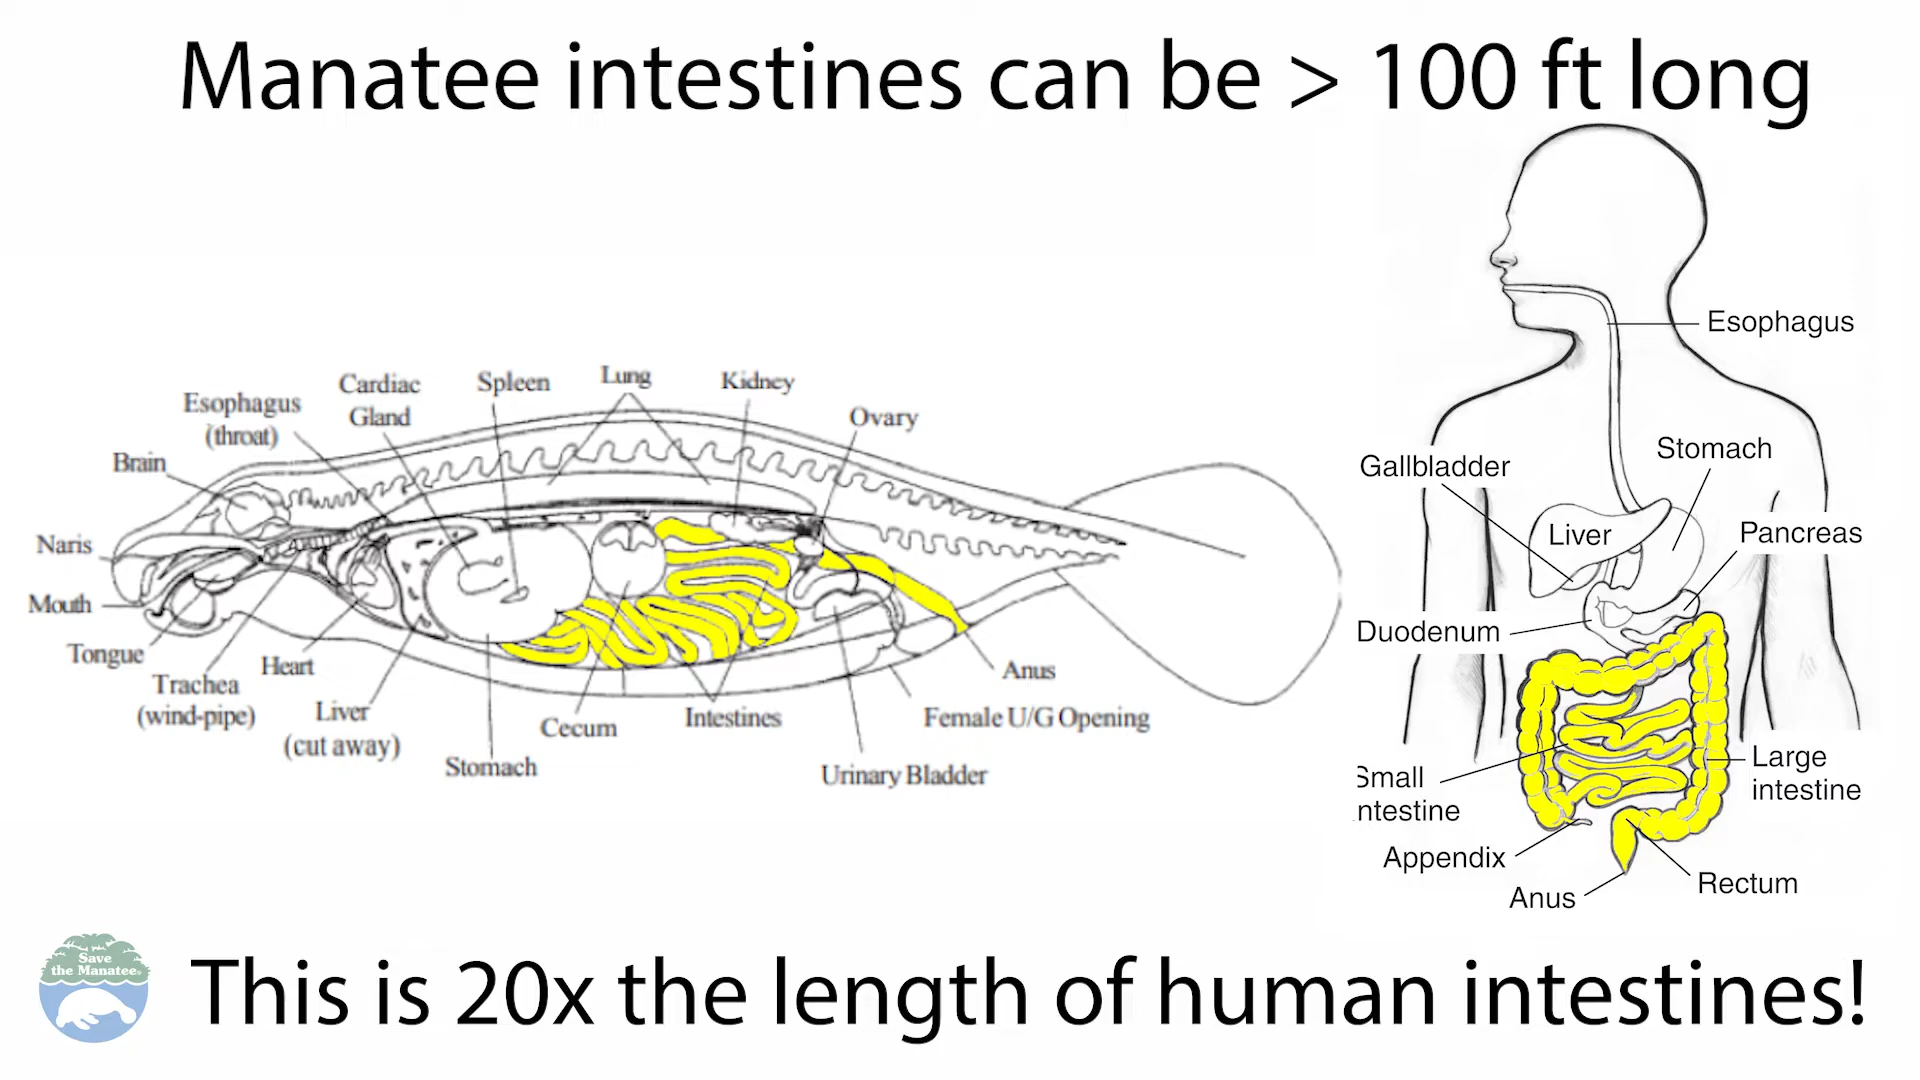 Manatee intestines can be > 100 ft long
Esophagus
(throat)
Cardiac
Gland
Spleen
Lung
Kidney
Ovary
Brain
Naris
Mouth
Tongue
Trachea
(wind-pipe)
Heart
Liver
(cut away)
Stomach
Cecum
Intestines
Urinary Bladder
Female U/G Opening
Anus
Esophagus
Gallbladder
Stomach
Liver
Pancreas
Duodenum
Small
ntestine
Large
intestine
Appendix
Anus
Rectum
Save
the Manatee®
This is 20x the length of human intestines!